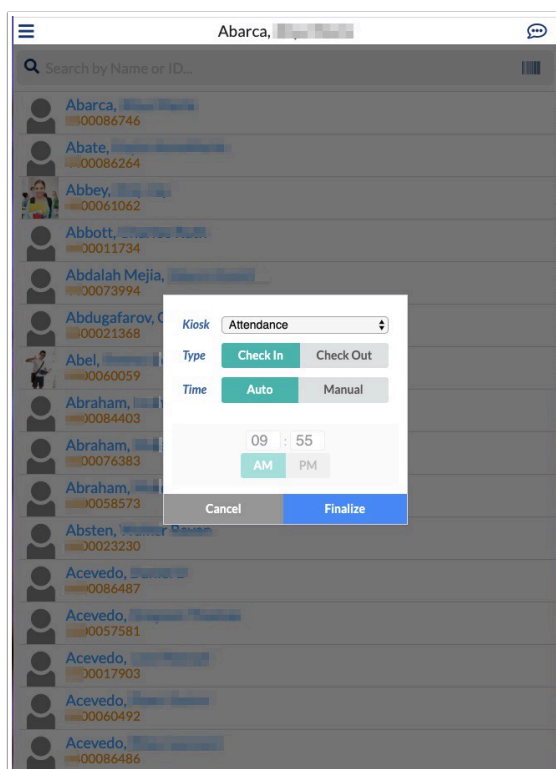 Abarca,
Search by Name or ID...
Abarca,
00086746
Abate,
00086264
Abbey,
00061062
Abbott,
00011734
Abdalah Mejia,
00073994
Abdugafarov,
00021368
Abel,
0060059
Abraham,
0084403
Abraham,
00076383
Abraham,
0058573
Absten,
00023230
Acevedo,
0086487
Acevedo,
0057581
Acevedo,
00017903
Acevedo,
0060492
Acevedo,
00086486
Kiosk Attendance
Type Check In Check Out
Time Auto Manual
09 : 55
AM PM
Cancel Finalize